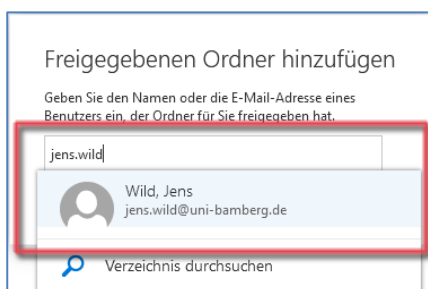 Freigegebenen Ordner hinzufügen
Geben Sie den Namen oder die E-Mail-Adresse eines
Benutzers ein, der Ordner für Sie freigegeben hat.
jens.wild
Wild, Jens
jens.wild@uni-bamberg.de
Verzeichnis durchsuchen